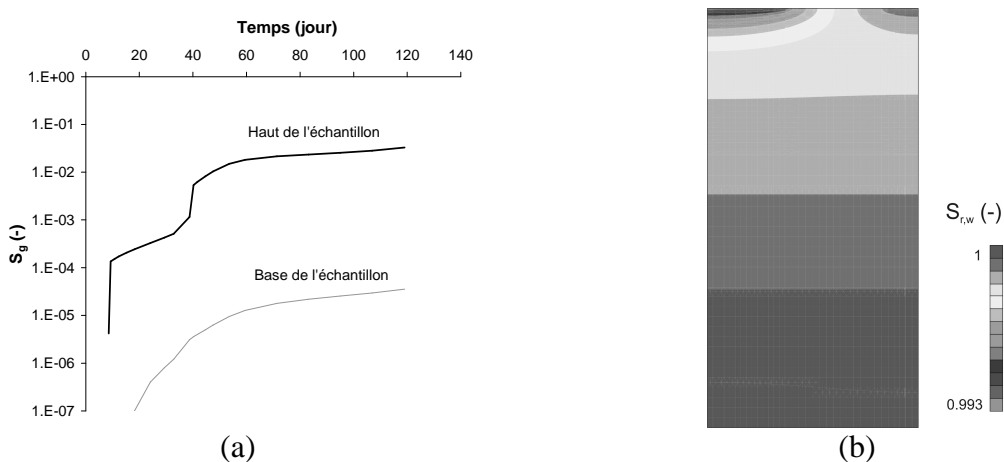 Temps (jour)
0 20 40 60 80 100 120 140
1.E+00
1.E-01
1.E-02
1.E-03
1.E-04
1.E-05
1.E-06
1.E-07
S_g (-)
Haut de l'échantillon
Base de l'échantillon
(a)
S_r,w (-)
1
0.993
(b)